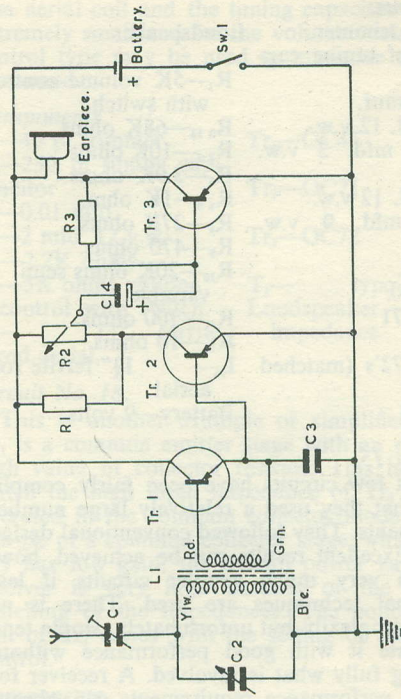 C1
L1
Ylw.
Ble.
C2
Rd.
Grn.
Tr. 1
R1
R2
Tr. 2
C3
C4
+
R3
Tr. 3
Earpiece.
Battery.
+
Sw.1